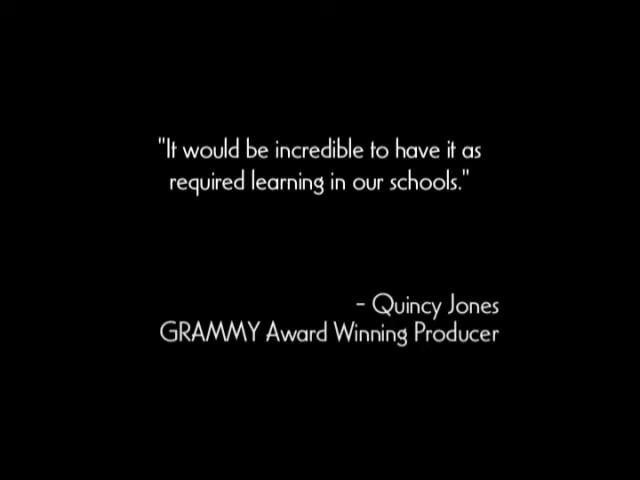 "It would be incredible to have it as
required learning in our schools."
– Quincy Jones
GRAMMY Award Winning Producer